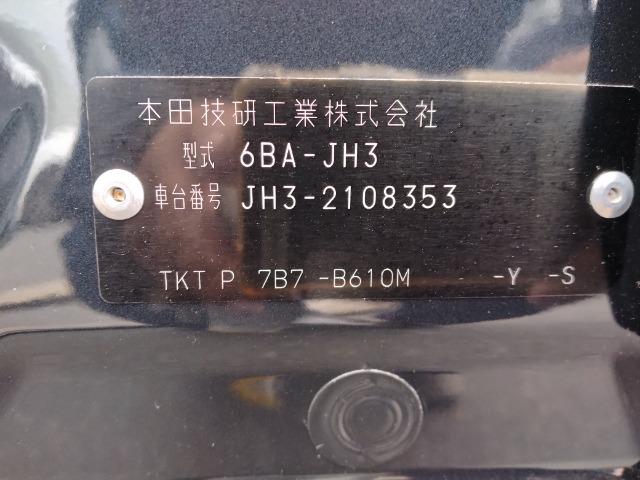 本田技研工業株式会社
型式 6BA-JH3
車台番号 JH3-2108353
TKT P 7B7 -B610M -Y -S